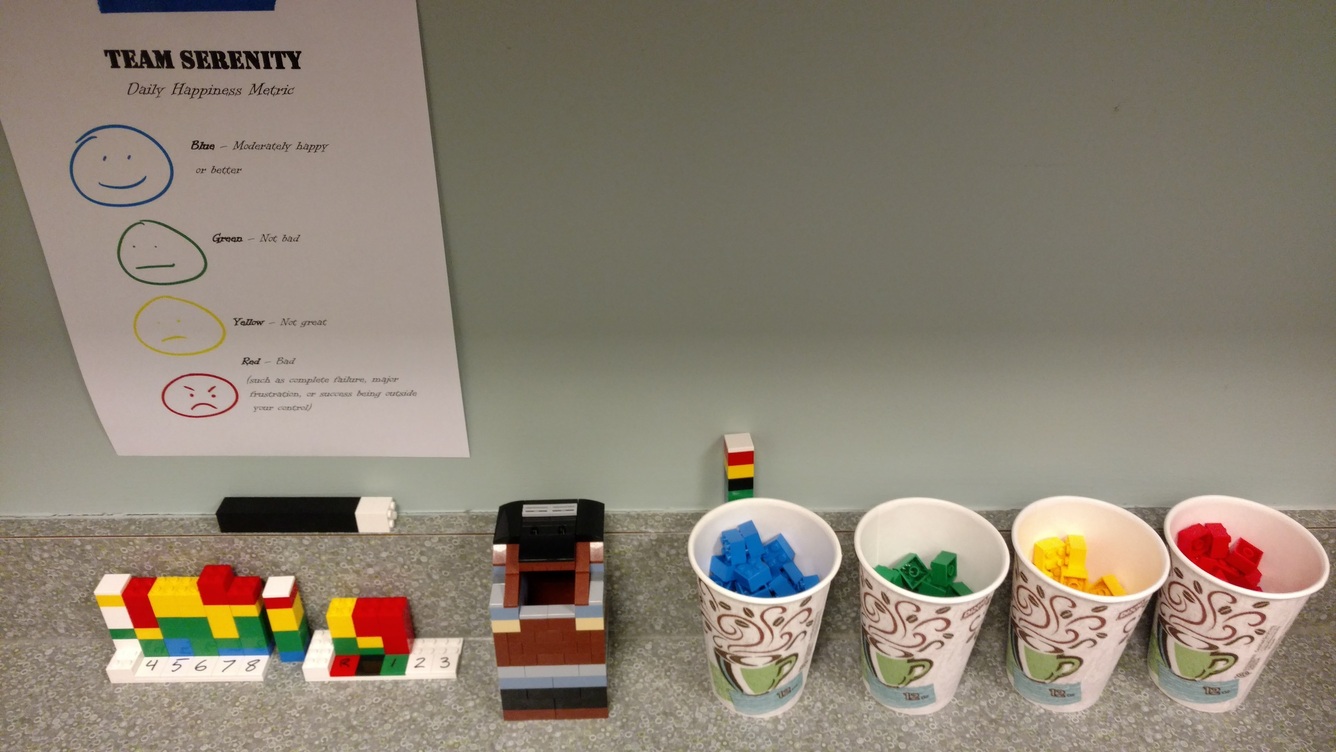 TEAM SERENITY
Daily Happiness Metric
Blue – Moderately happy
or better
Green – Not bad
Yellow – Not great
Red – Bad
(such as complete failure, major
frustration, or success being outside
your control)
4 5 6 7 8
R 1 2 3